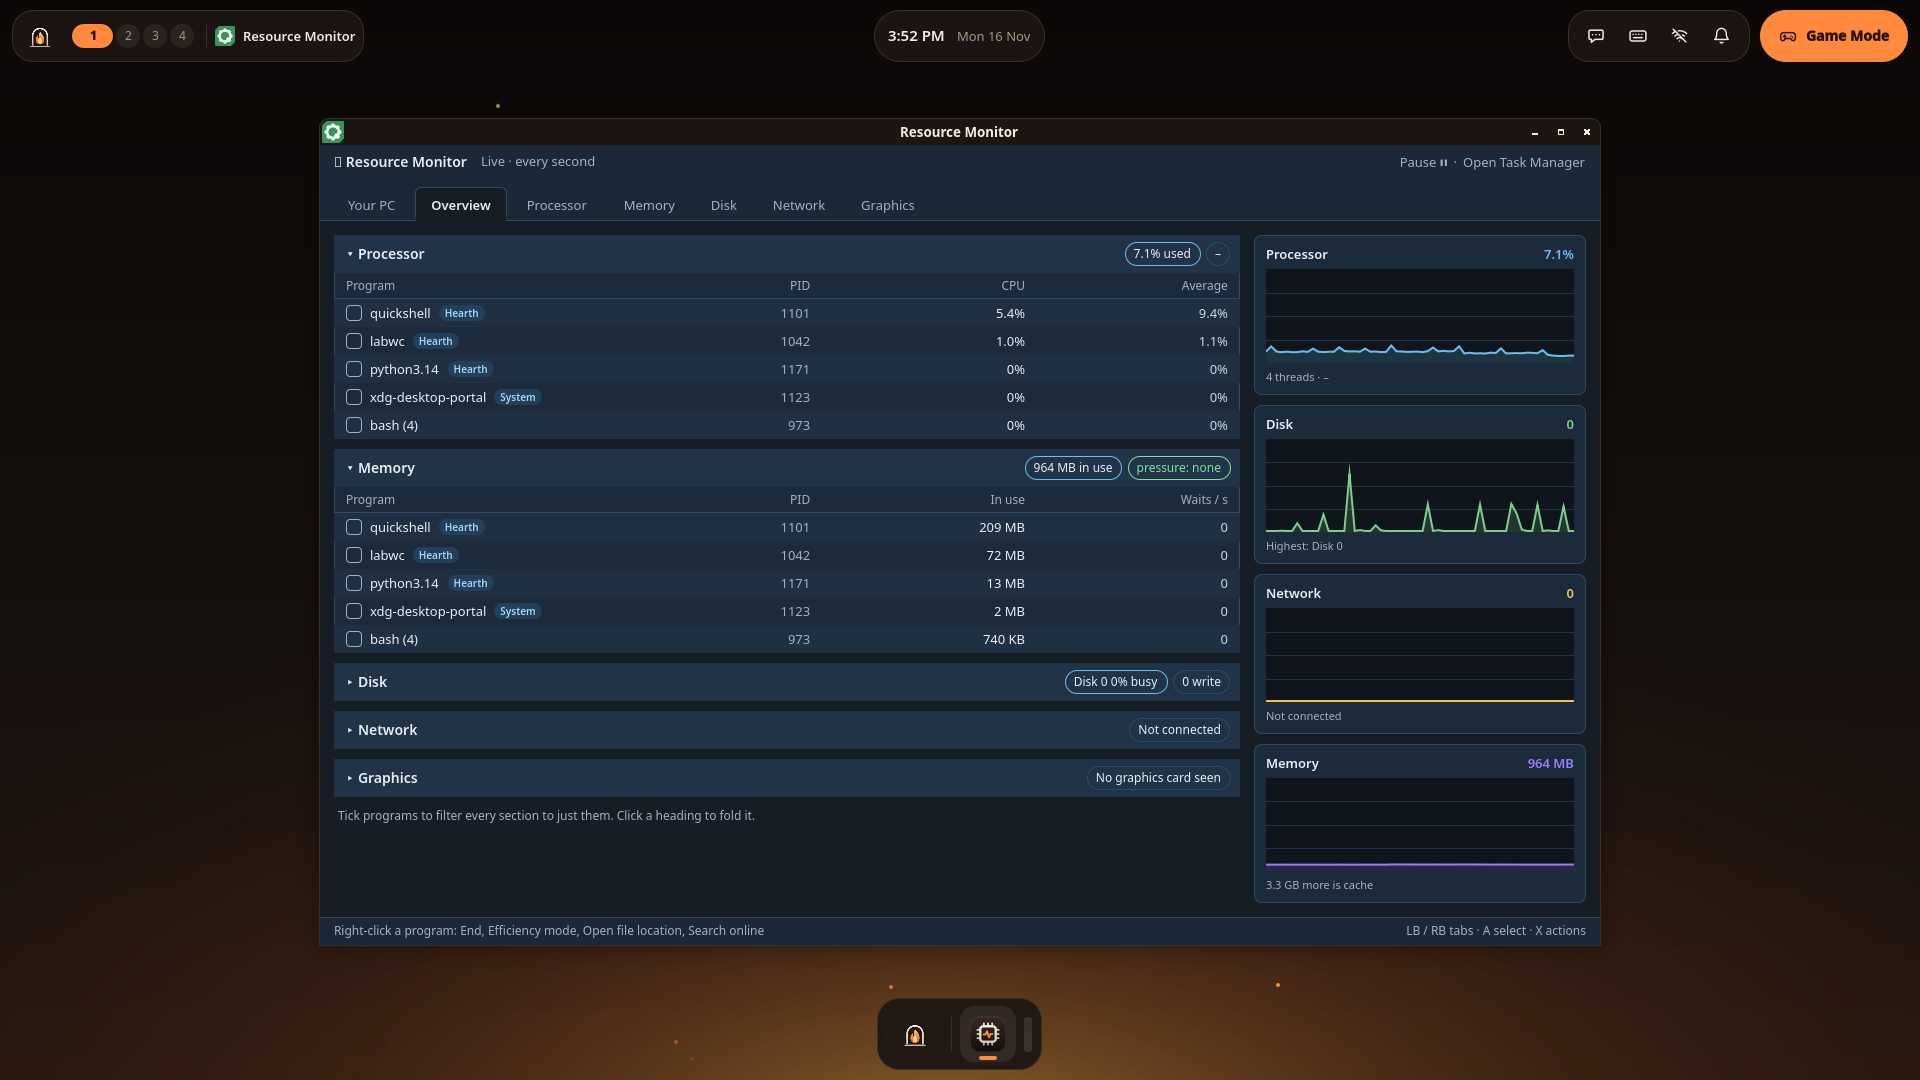 1 2 3 4 Resource Monitor
3:52 PM Mon 16 Nov
Game Mode
Resource Monitor
Resource Monitor Live · every second
Pause · Open Task Manager
Your PC Overview Processor Memory Disk Network Graphics
Processor 7.1% used –
Program PID CPU Average
quickshell Hearth 1101 5.4% 9.4%
labwc Hearth 1042 1.0% 1.1%
python3.14 Hearth 1171 0% 0%
xdg-desktop-portal System 1123 0% 0%
bash (4) 973 0% 0%
Memory 964 MB in use pressure: none
Program PID In use Waits / s
quickshell Hearth 1101 209 MB 0
labwc Hearth 1042 72 MB 0
python3.14 Hearth 1171 13 MB 0
xdg-desktop-portal System 1123 2 MB 0
bash (4) 973 740 KB 0
Disk Disk 0 0% busy 0 write
Network Not connected
Graphics No graphics card seen
Tick programs to filter every section to just them. Click a heading to fold it.
Processor 7.1%
4 threads · –
Disk 0
Highest: Disk 0
Network 0
Not connected
Memory 964 MB
3.3 GB more is cache
Right-click a program: End, Efficiency mode, Open file location, Search online
LB / RB tabs · A select · X actions